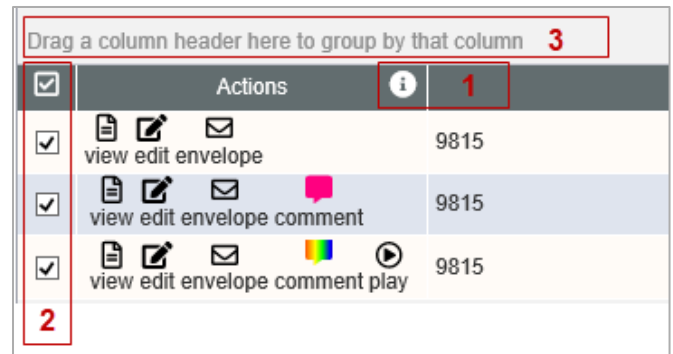 Drag a column header here to group by that column 3
Actions i 1
view edit envelope 9815
view edit envelope comment 9815
view edit envelope comment play 9815
2